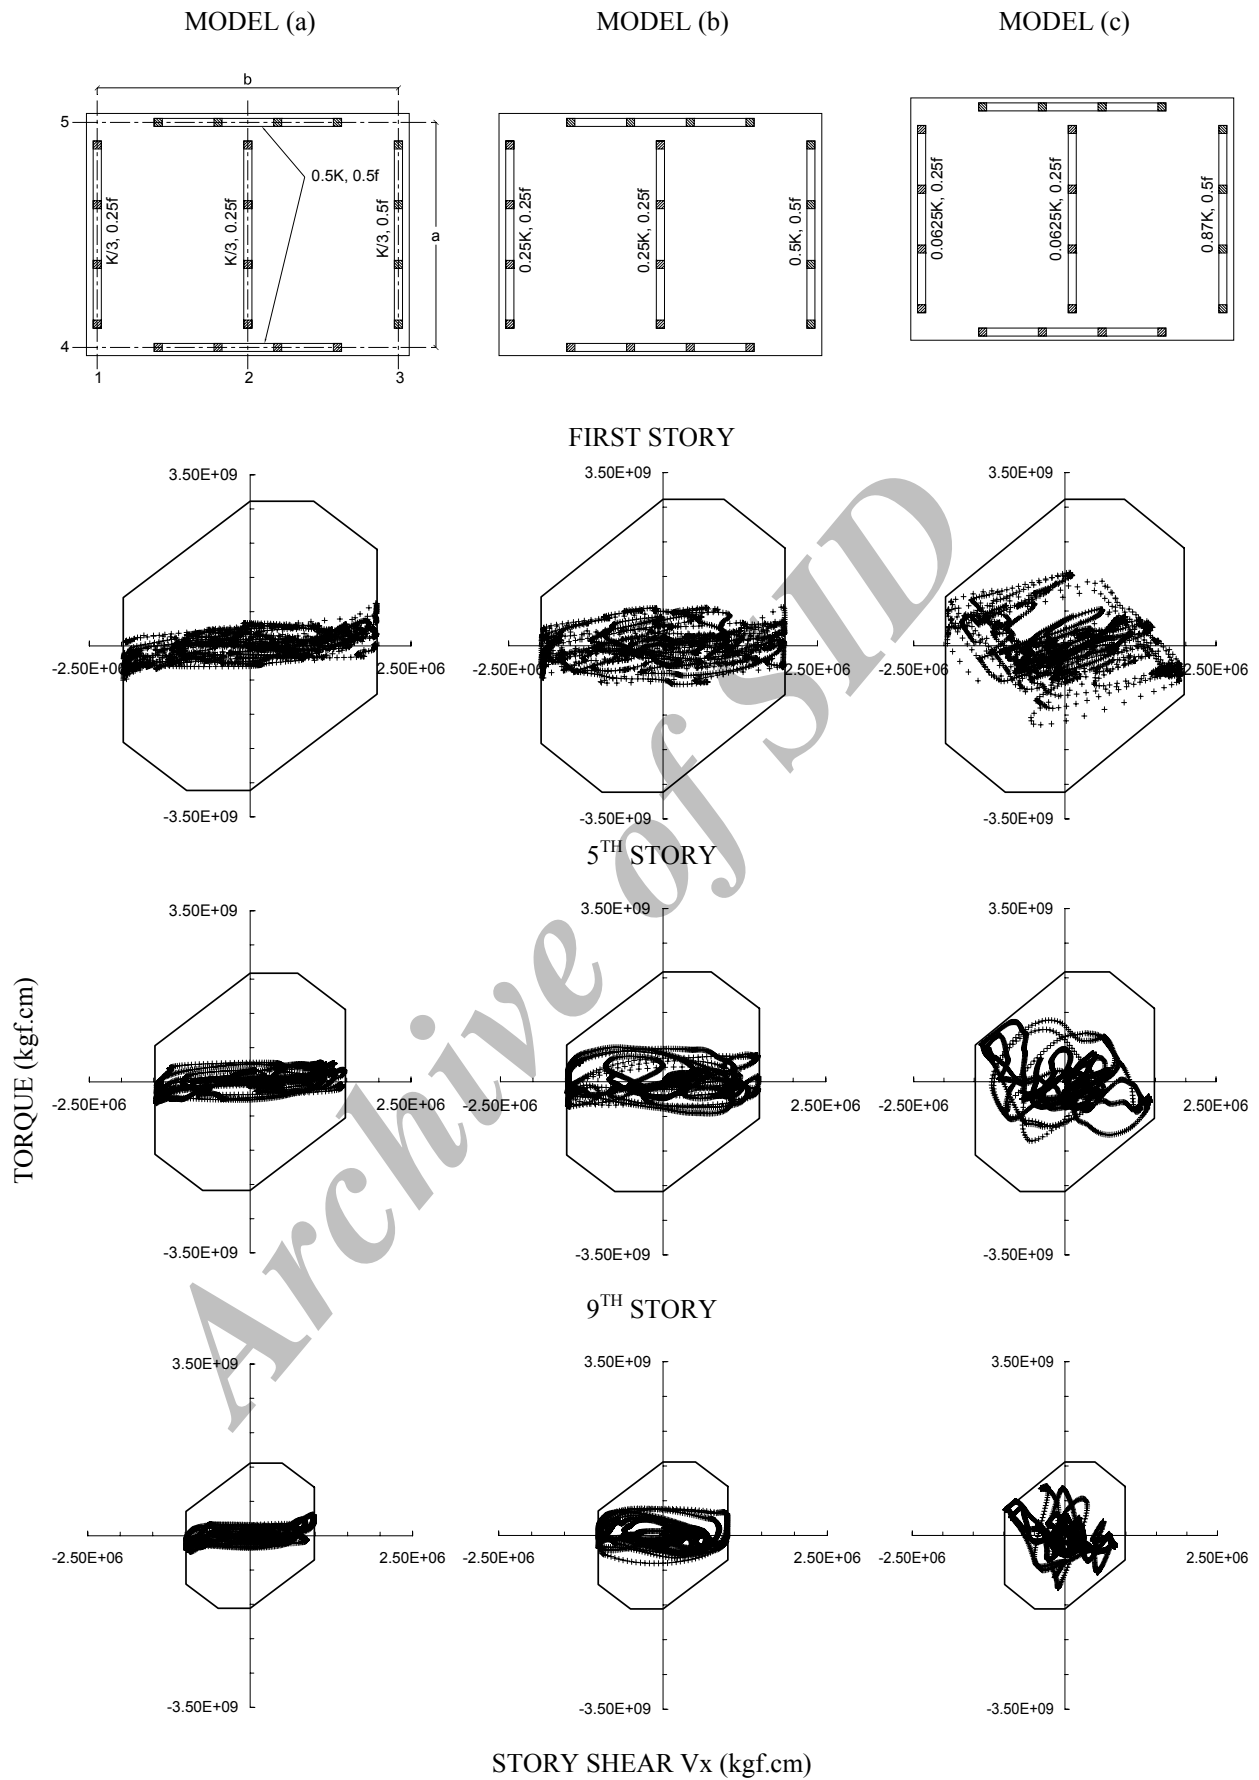 MODEL (a) MODEL (b) MODEL (c)
b
5
0.5K, 0.5f
K/3, 0.25f
K/3, 0.25f
K/3, 0.5f
a
4
1 2 3
0.25K, 0.25f
0.25K, 0.25f
0.5K, 0.5f
0.0625K, 0.25f
0.0625K, 0.25f
0.87K, 0.5f
FIRST STORY
3.50E+09 3.50E+09 3.50E+09
-2.50E+06 2.50E+06 -2.50E+06 2.50E+06 -2.50E+06 2.50E+06
-3.50E+09 -3.50E+09 -3.50E+09
5TH STORY
3.50E+09 3.50E+09 3.50E+09
-2.50E+06 2.50E+06 -2.50E+06 2.50E+06 -2.50E+06 2.50E+06
-3.50E+09 -3.50E+09 -3.50E+09
TORQUE (kgf.cm)
9TH STORY
3.50E+09 3.50E+09 3.50E+09
-2.50E+06 2.50E+06 -2.50E+06 2.50E+06 -2.50E+06 2.50E+06
-3.50E+09 -3.50E+09 -3.50E+09
STORY SHEAR Vx (kgf.cm)
Archive of SID